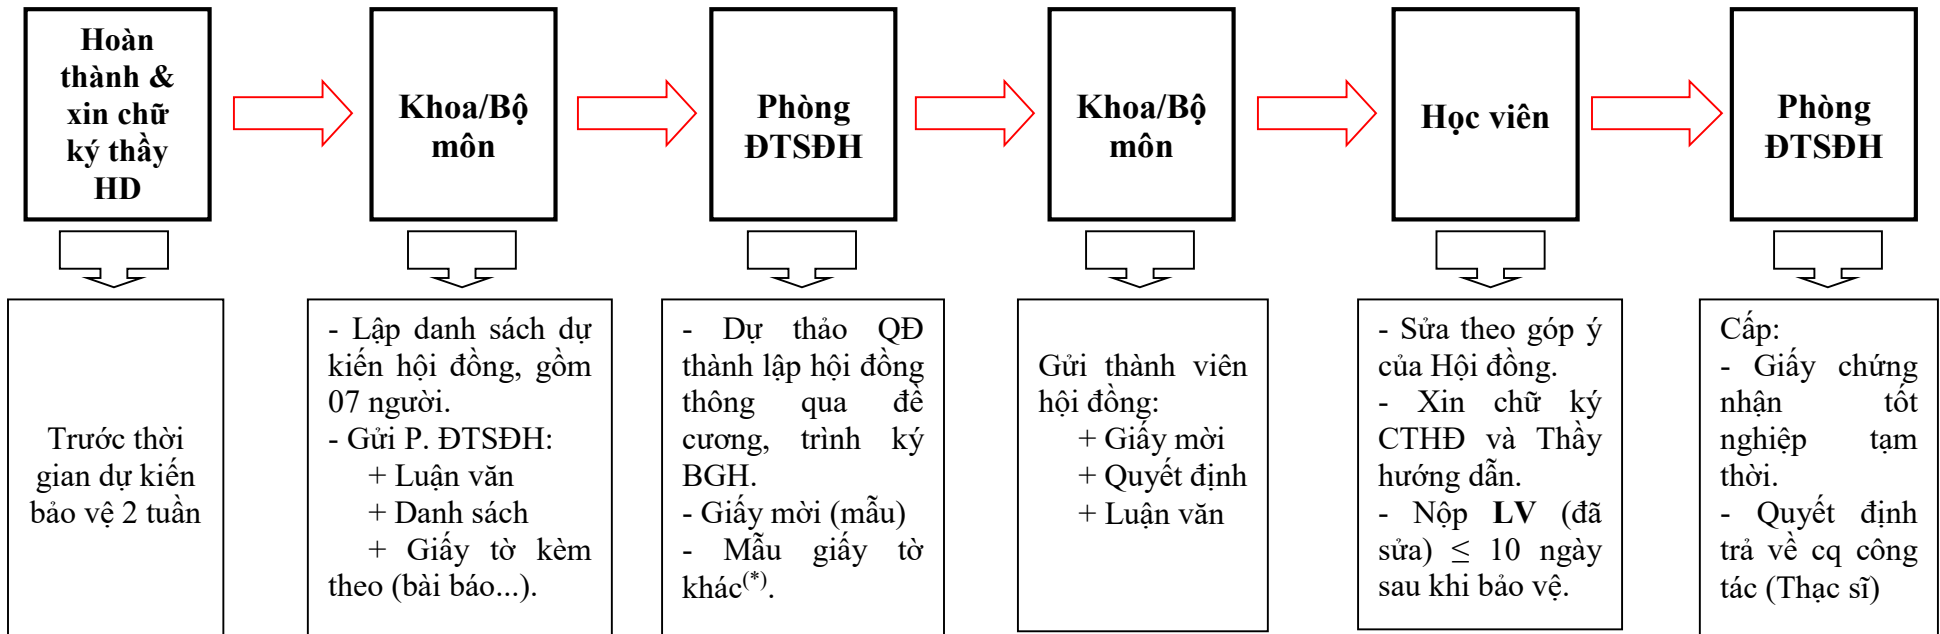 Hoàn
thành &
xin chữ
ký thầy
HD
Khoa/Bộ
môn
Phòng
ĐTSĐH
Khoa/Bộ
môn
Học viên
Phòng
ĐTSĐH
Trước thời
gian dự kiến
bảo vệ 2 tuần
- Lập danh sách dự
kiến hội đồng, gồm
07 người.
- Gửi P. ĐTSĐH:
+ Luận văn
+ Danh sách
+ Giấy tờ kèm
theo (bài báo...).
- Dự thảo QĐ
thành lập hội đồng
thông qua đề
cương, trình ký
BGH.
- Giấy mời (mẫu)
- Mẫu giấy tờ
khác(*).
Gửi thành viên
hội đồng:
+ Giấy mời
+ Quyết định
+ Luận văn
- Sửa theo góp ý
của Hội đồng.
- Xin chữ ký
CTHĐ và Thầy
hướng dẫn.
- Nộp LV (đã
sửa) ≤ 10 ngày
sau khi bảo vệ.
Cấp:
- Giấy chứng
nhận tốt
nghiệp tạm
thời.
- Quyết định
trả về cq công
tác (Thạc sĩ)